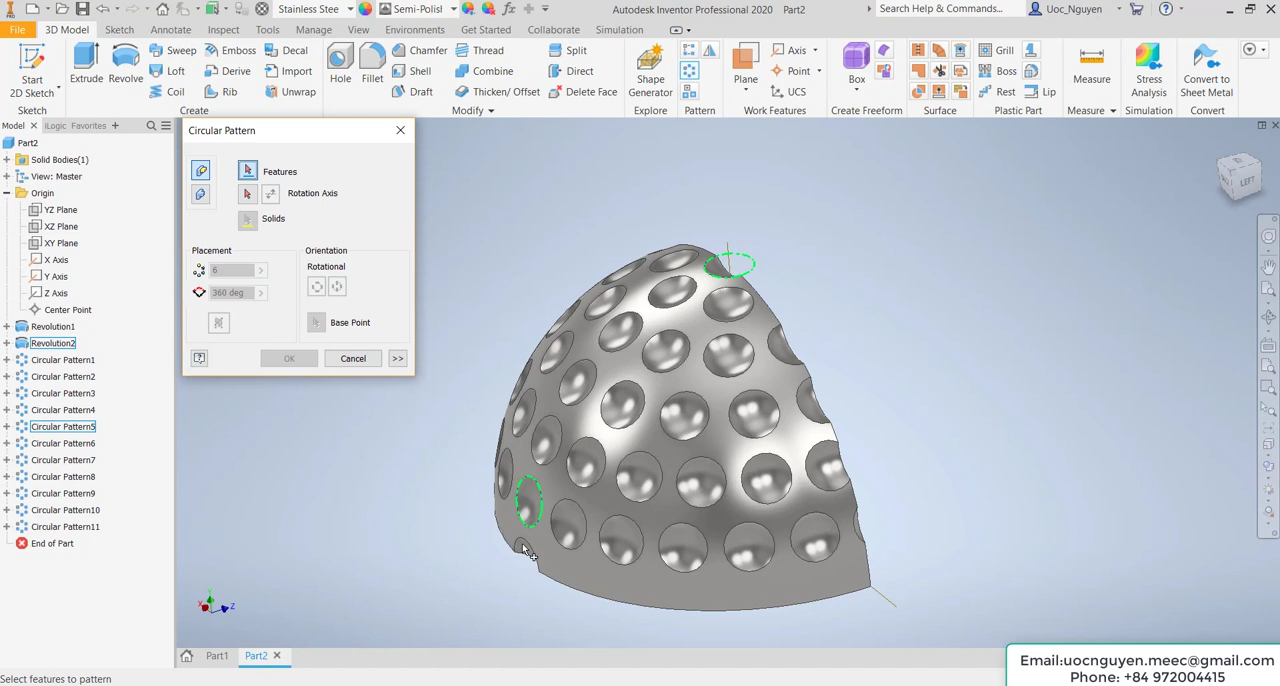 Stainless Stee
Semi-Polish
Autodesk Inventor Professional 2020 Part2
Search Help & Commands...
Uoc_Nguyen
File
3D Model
Sketch
Annotate
Inspect
Tools
Manage
View
Environments
Get Started
Collaborate
Simulation
Start
2D Sketch
Extrude
Revolve
Sweep
Loft
Coil
Emboss
Derive
Rib
Decal
Import
Unwrap
Hole
Fillet
Chamfer
Shell
Draft
Thread
Combine
Thicken/ Offset
Split
Direct
Delete Face
Shape
Generator
Plane
Axis
Point
UCS
Box
Grill
Boss
Rest
Lip
Measure
Stress
Analysis
Convert to
Sheet Metal
Sketch
Create
Modify
Explore
Pattern
Work Features
Create Freeform
Surface
Plastic Part
Measure
Simulation
Convert
Model
iLogic
Favorites
Part2
Solid Bodies(1)
View: Master
Origin
YZ Plane
XZ Plane
XY Plane
X Axis
Y Axis
Z Axis
Center Point
Revolution1
Revolution2
Circular Pattern1
Circular Pattern2
Circular Pattern3
Circular Pattern4
Circular Pattern5
Circular Pattern6
Circular Pattern7
Circular Pattern8
Circular Pattern9
Circular Pattern10
Circular Pattern11
End of Part
Circular Pattern
Features
Rotation Axis
Solids
Placement
6
360 deg
Orientation
Rotational
Base Point
OK
Cancel
>>
LEFT
X
Y
Z
Part1
Part2
Select features to pattern
Email:uocnguyen.meec@gmail.com
Phone: +84 972004415